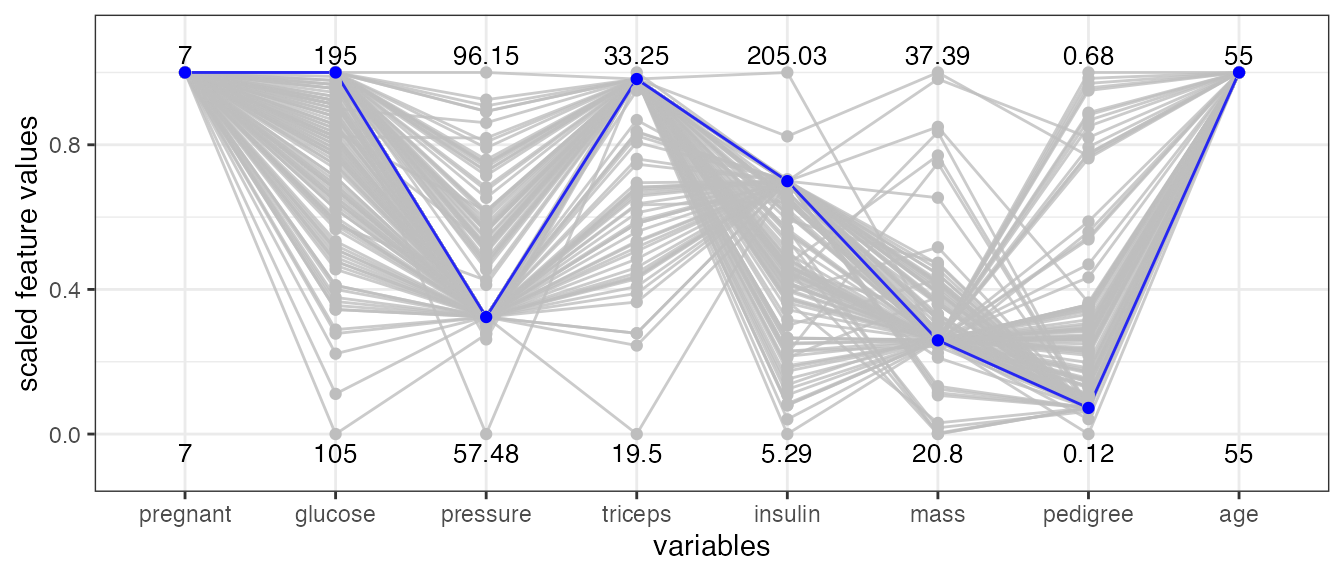 7 195 96.15 33.25 205.03 37.39 0.68 55
0.8
0.4
0.0
scaled feature values
7 105 57.48 19.5 5.29 20.8 0.12 55
pregnant glucose pressure triceps insulin mass pedigree age
variables